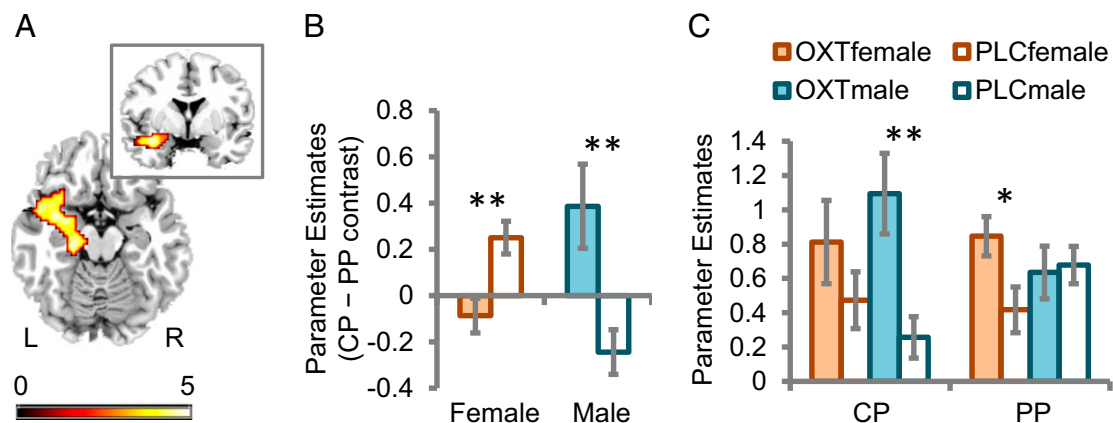 A
L
R
0
5
B
Parameter Estimates
(CP – PP contrast)
0.8
0.6
0.4
0.2
0
-0.2
-0.4
**
**
Female
Male
C
OXTfemale
PLCfemale
OXTmale
PLCmale
Parameter Estimates
1.4
1.2
1
0.8
0.6
0.4
0.2
0
**
*
CP
PP